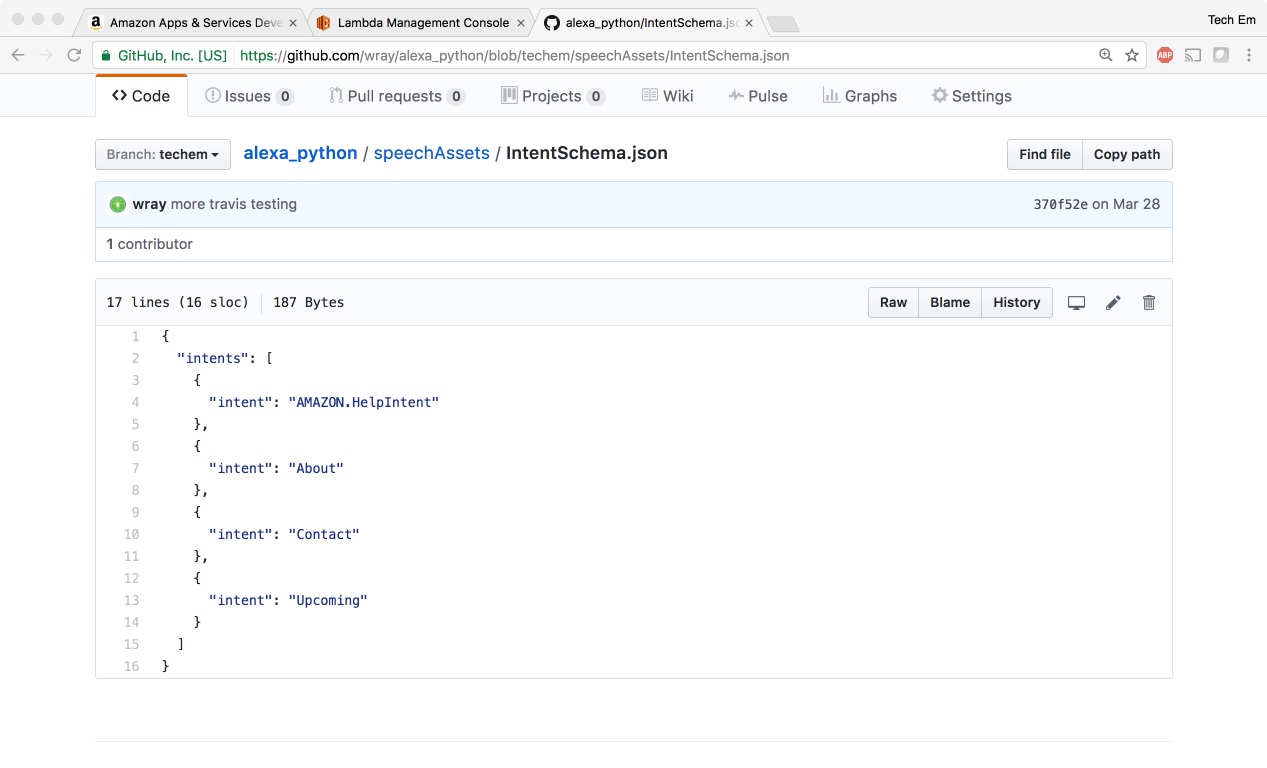 Amazon Apps & Services Deve
Lambda Management Console
alexa_python/IntentSchema.jsc
Tech Em
GitHub, Inc. [US] https://github.com/wray/alexa_python/blob/techem/speechAssets/IntentSchema.json
ABP
<> Code Issues 0 Pull requests 0 Projects 0 Wiki Pulse Graphs Settings
Branch: techem alexa_python / speechAssets / IntentSchema.json Find file Copy path
wray more travis testing 370f52e on Mar 28
1 contributor
17 lines (16 sloc) 187 Bytes Raw Blame History
1 {
2 "intents": [
3 {
4 "intent": "AMAZON.HelpIntent"
5 },
6 {
7 "intent": "About"
8 },
9 {
10 "intent": "Contact"
11 },
12 {
13 "intent": "Upcoming"
14 }
15 ]
16 }